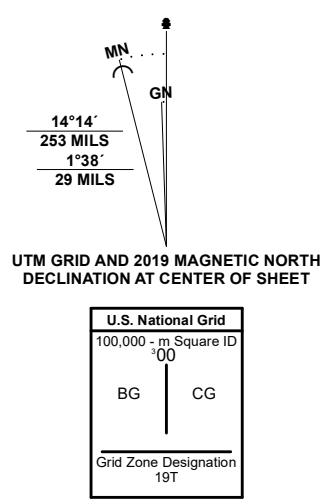 MN
GN
14°14´
253 MILS
1°38´
29 MILS
UTM GRID AND 2019 MAGNETIC NORTH
DECLINATION AT CENTER OF SHEET
U.S. National Grid
100,000 - m Square ID
³00
BG CG
Grid Zone Designation
19T